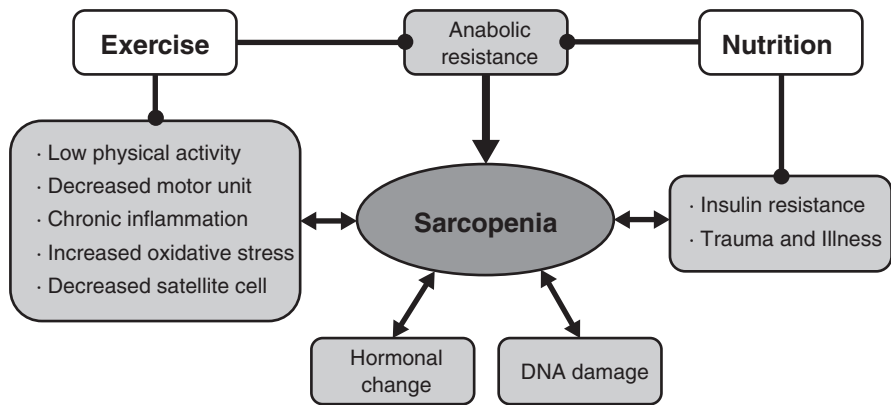 Exercise
Anabolic
resistance
Nutrition
· Low physical activity
· Decreased motor unit
· Chronic inflammation
· Increased oxidative stress
· Decreased satellite cell
Sarcopenia
· Insulin resistance
· Trauma and Illness
Hormonal
change
DNA damage